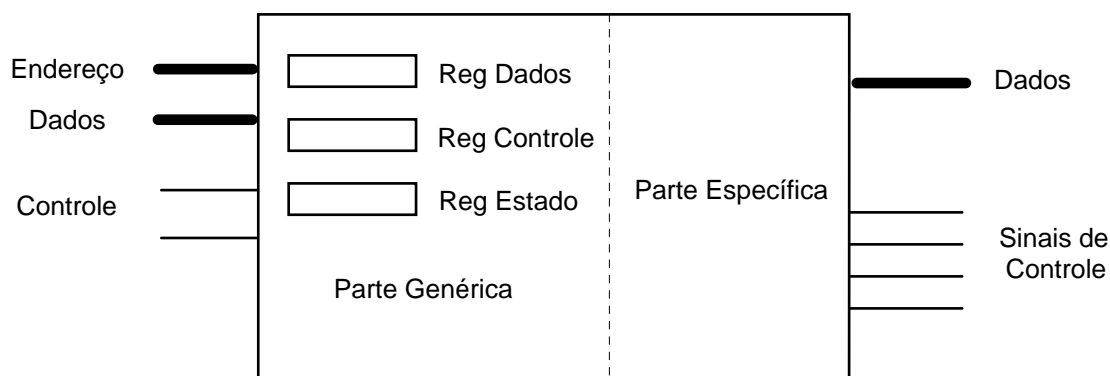 Endereço
Dados
Controle
Reg Dados
Reg Controle
Reg Estado
Parte Genérica
Parte Específica
Dados
Sinais de
Controle